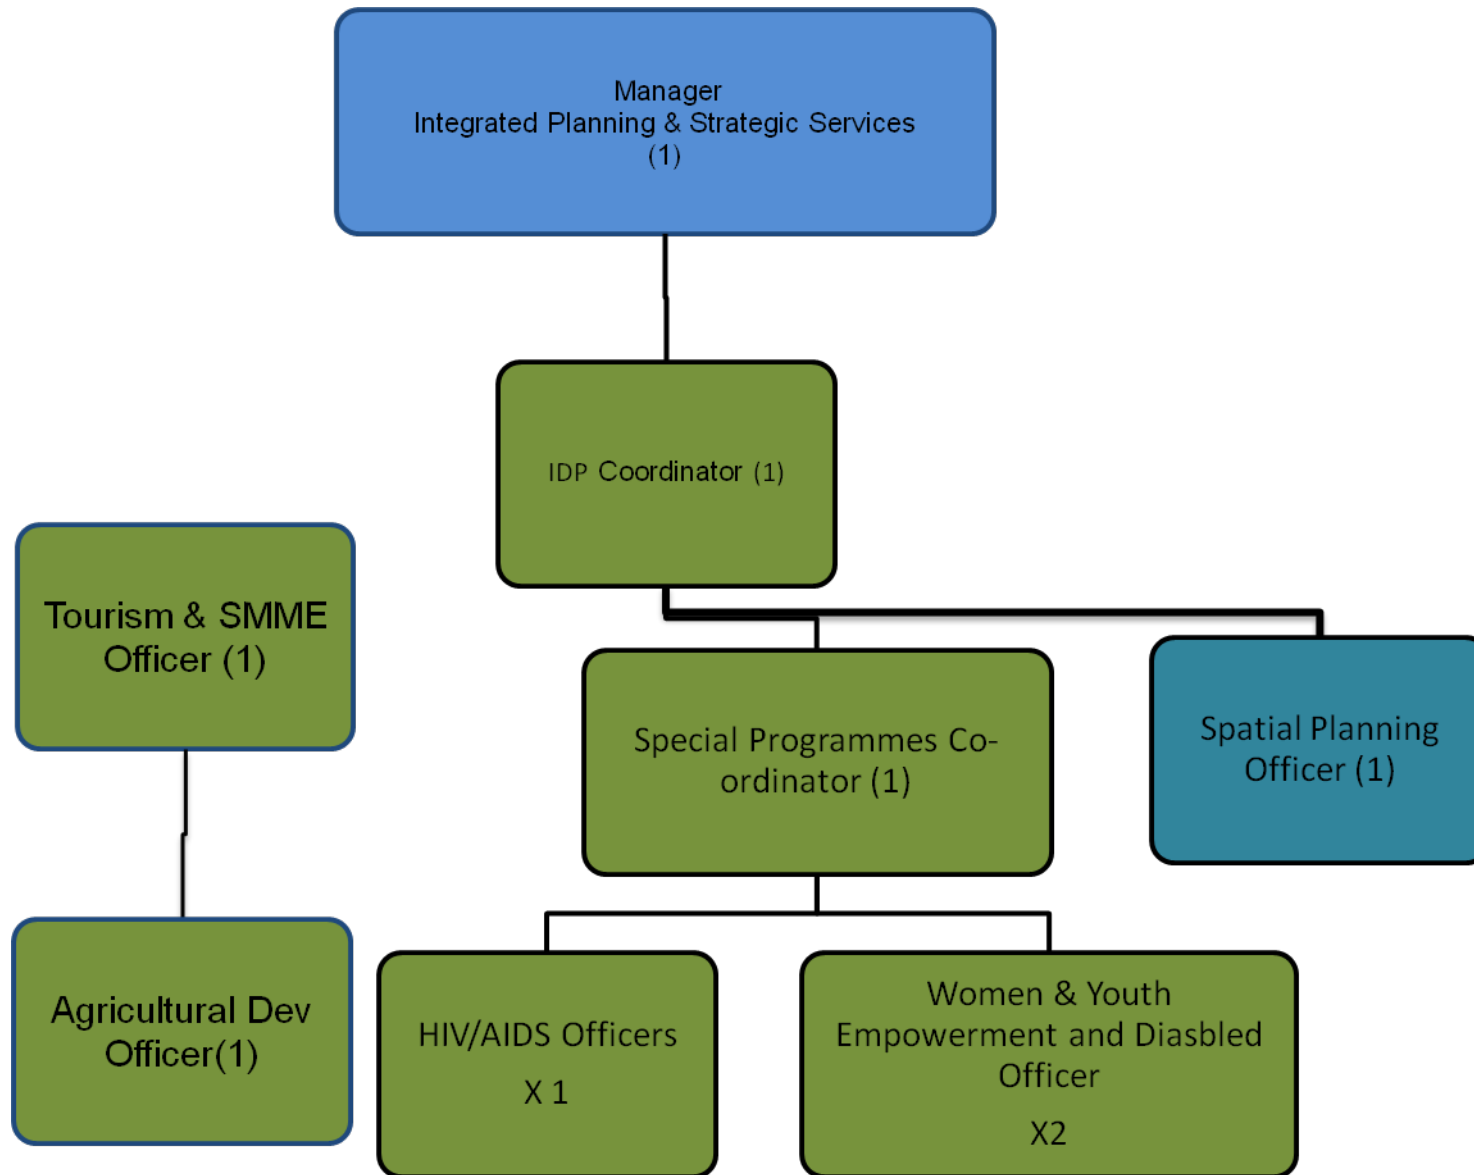 Manager
Integrated Planning & Strategic Services
(1)
IDP Coordinator (1)
Tourism & SMME
Officer (1)
Special Programmes Co-
ordinator (1)
Spatial Planning
Officer (1)
Agricultural Dev
Officer(1)
HIV/AIDS Officers
X 1
Women & Youth
Empowerment and Diasbled
Officer
X2